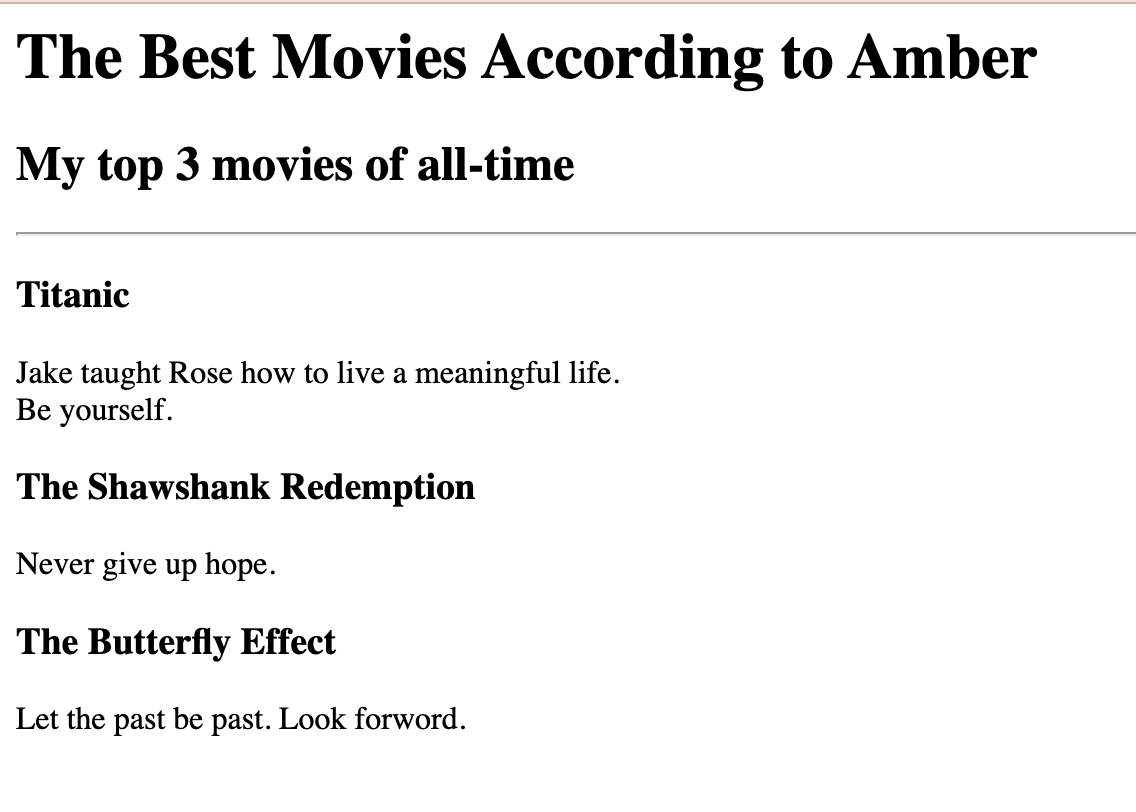 The Best Movies According to Amber
My top 3 movies of all-time
Titanic
Jake taught Rose how to live a meaningful life.
Be yourself.
The Shawshank Redemption
Never give up hope.
The Butterfly Effect
Let the past be past. Look forword.